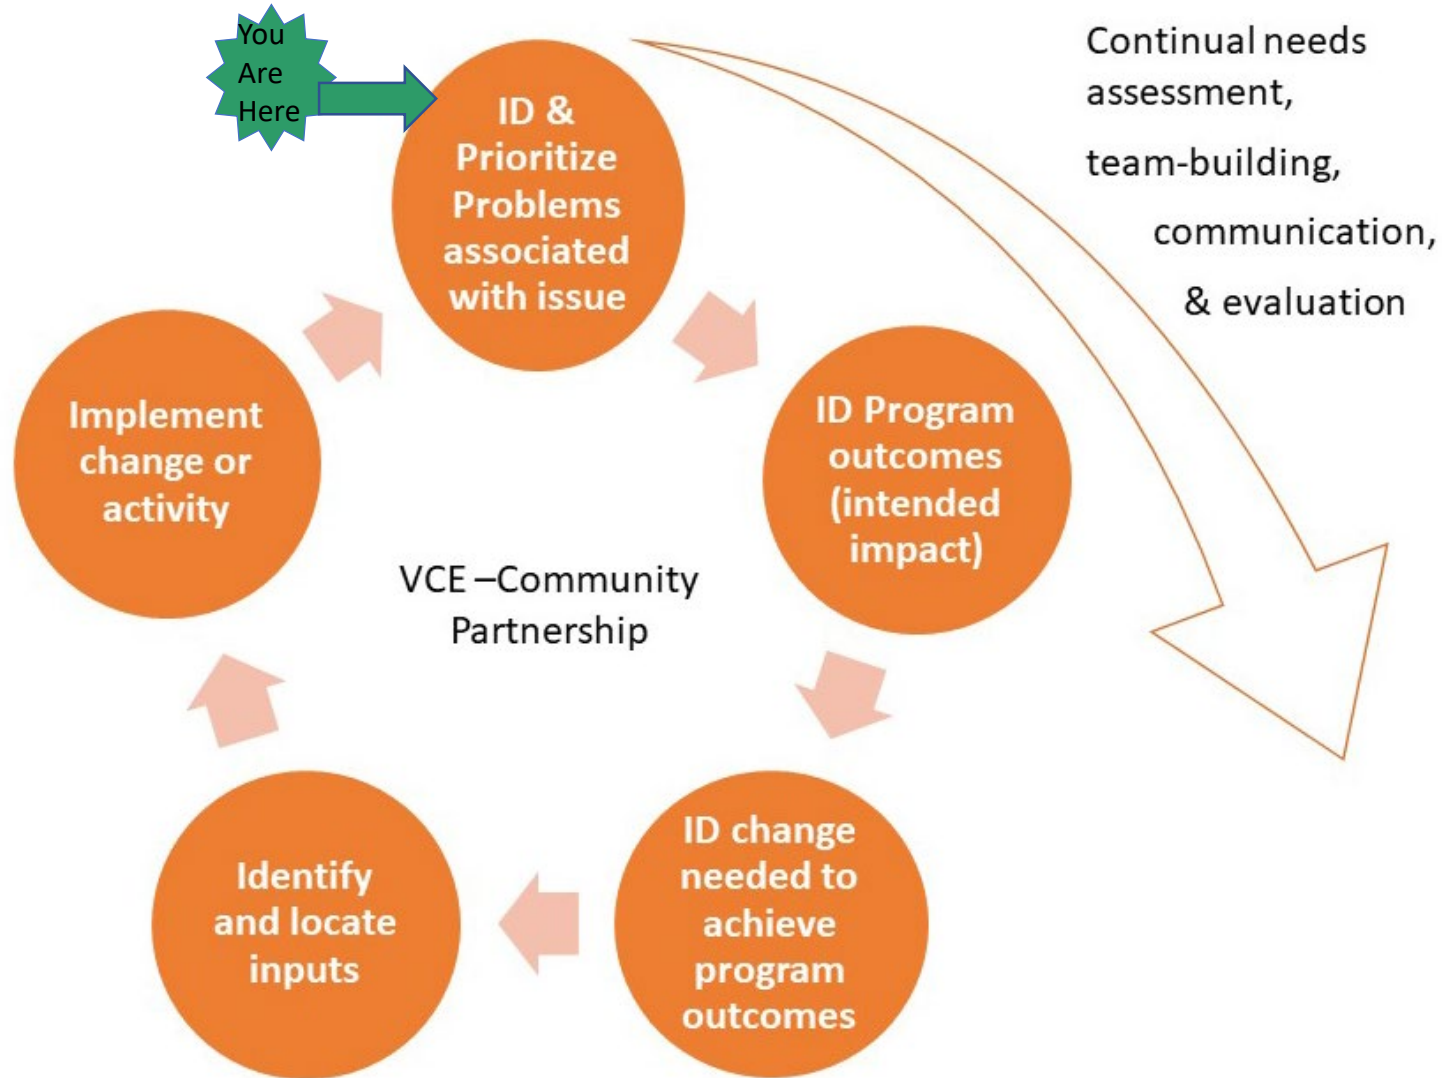 You
Are
Here
ID &
Prioritize
Problems
associated
with issue
Continual needs
assessment,
team-building,
communication,
& evaluation
ID Program
outcomes
(intended
impact)
ID change
needed to
achieve
program
outcomes
Identify
and locate
inputs
Implement
change or
activity
VCE –Community
Partnership